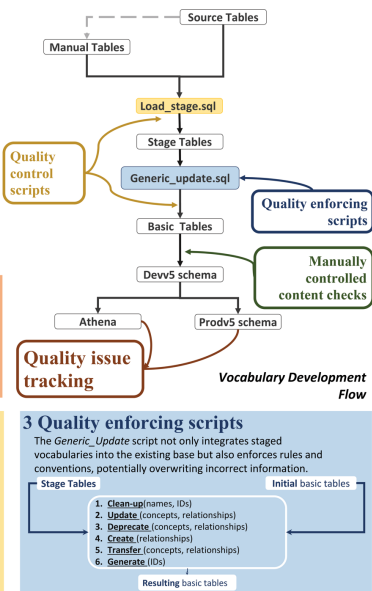 Source Tables
Manual Tables
Load_stage.sql
Stage Tables
Quality
control
scripts
Generic_update.sql
Quality enforcing
scripts
Basic Tables
Manually
controlled
content checks
Devv5 schema
Athena
Prodv5 schema
Quality issue
tracking
Vocabulary Development
Flow
3 Quality enforcing scripts
The Generic_Update script not only integrates staged
vocabularies into the existing base but also enforces rules and
conventions, potentially overwriting incorrect information.
Stage Tables
Initial basic tables
1. Clean-up(names, IDs)
2. Update (concepts, relationships)
3. Deprecate (concepts, relationships)
4. Create (relationships)
5. Transfer (concepts, relationships)
6. Generate (IDs)
Resulting basic tables